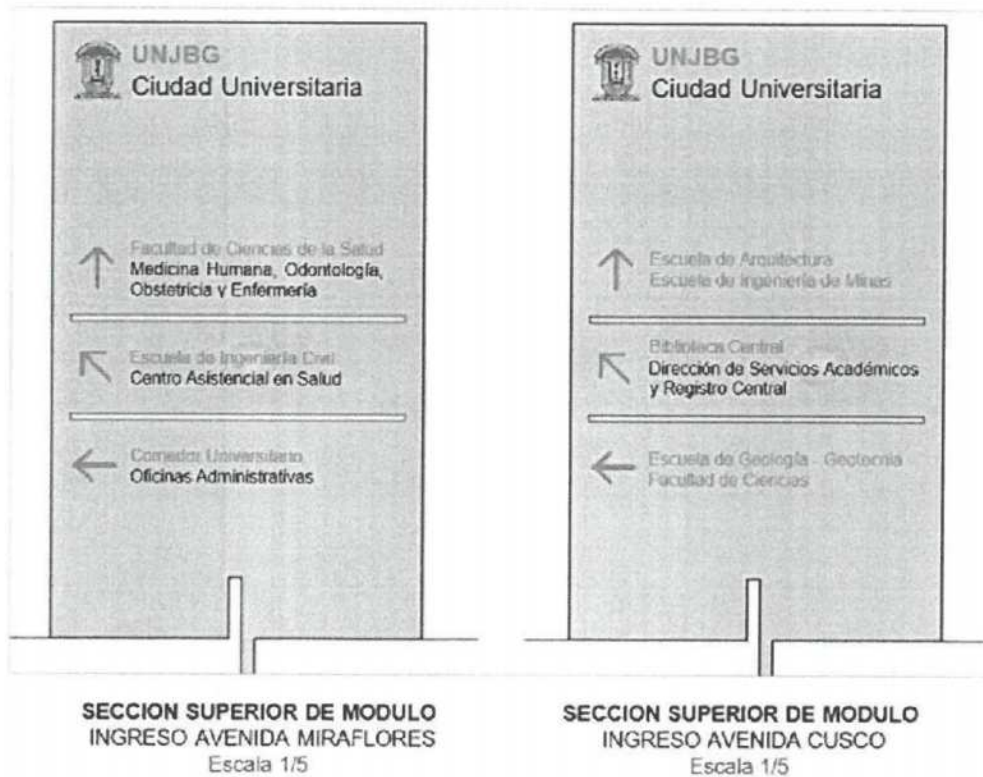 UNJBG
Ciudad Universitaria
Facultad de Ciencias de la Salud
Medicina Humana, Odontología,
Obstetricia y Enfermería
Escuela de Ingeniería Civil
Centro Asistencial en Salud
Comedor Universitario
Oficinas Administrativas
SECCION SUPERIOR DE MODULO
INGRESO AVENIDA MIRAFLORES
Escala 1/5
UNJBG
Ciudad Universitaria
Escuela de Arquitectura
Escuela de Ingeniería de Minas
Biblioteca Central
Dirección de Servicios Académicos
y Registro Central
Escuela de Geología - Geotecnia
Facultad de Ciencias
SECCION SUPERIOR DE MODULO
INGRESO AVENIDA CUSCO
Escala 1/5